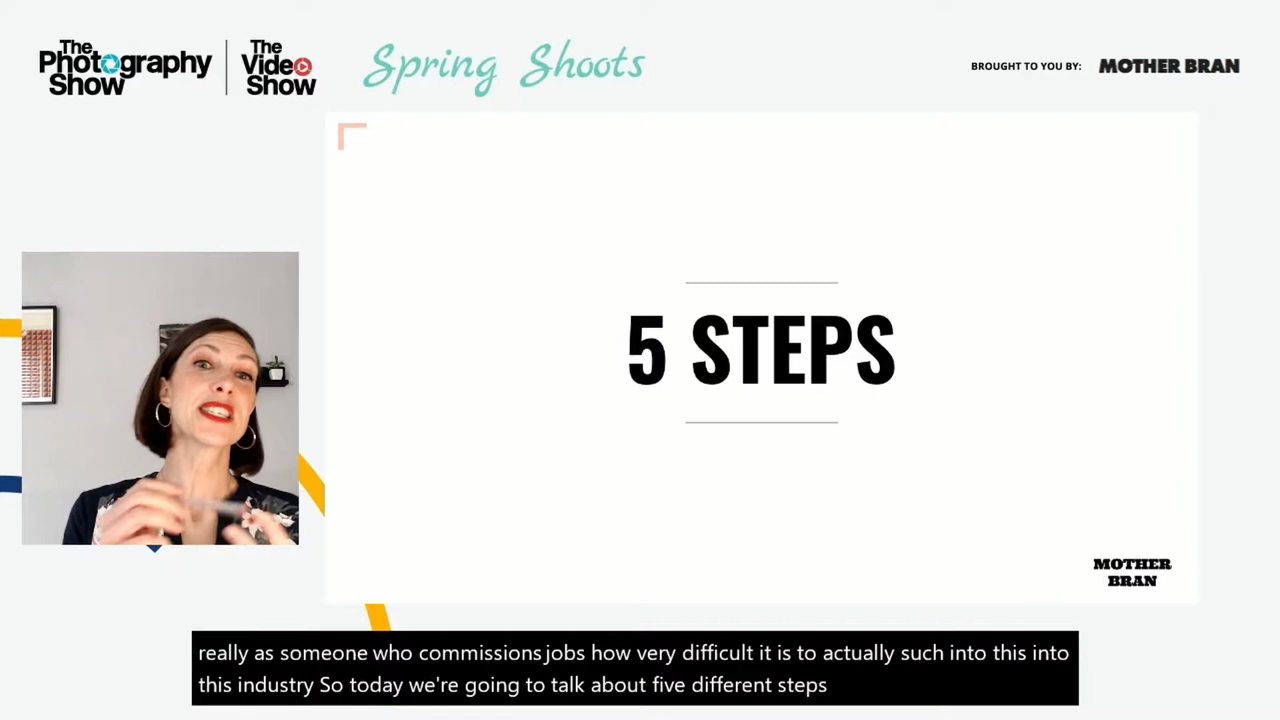 The
Photography
Show
The
Video
Show
Spring Shoots
BROUGHT TO YOU BY: MOTHER BRAN
5 STEPS
MOTHER
BRAN
really as someone who commissions jobs how very difficult it is to actually such into this into
this industry So today we're going to talk about five different steps